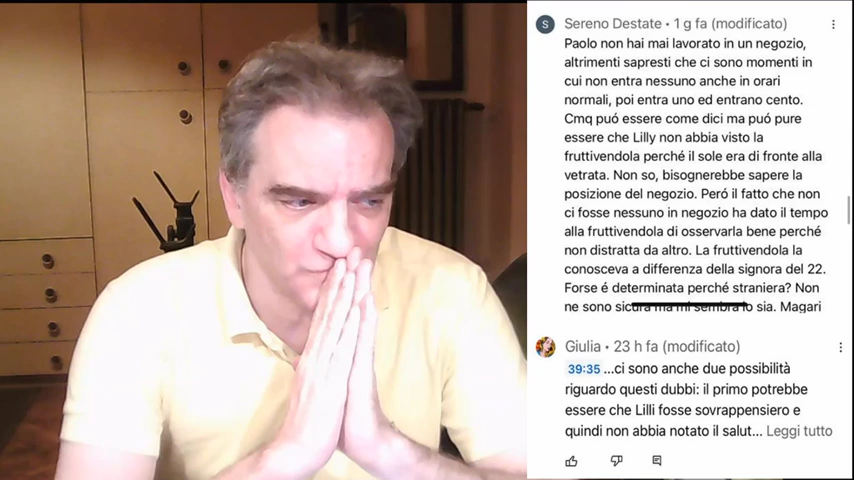 S Sereno Destate • 1 g fa (modificato)
Paolo non hai mai lavorato in un negozio,
altrimenti sapresti che ci sono momenti in
cui non entra nessuno anche in orari
normali, poi entra uno ed entrano cento.
Cmq puó essere come dici ma puó pure
essere che Lilly non abbia visto la
fruttivendola perché il sole era di fronte alla
vetrata. Non so, bisognerebbe sapere la
posizione del negozio. Peró il fatto che non
ci fosse nessuno in negozio ha dato il tempo
alla fruttivendola di osservarla bene perché
non distratta da altro. La fruttivendola la
conosceva a differenza della signora del 22.
Forse é determinata perché straniera? Non
ne sono sicura ma mi sembra lo sia. Magari
Giulia • 23 h fa (modificato)
39:35 ...ci sono anche due possibilità
riguardo questi dubbi: il primo potrebbe
essere che Lilli fosse sovrappensiero e
quindi non abbia notato il salut... Leggi tutto